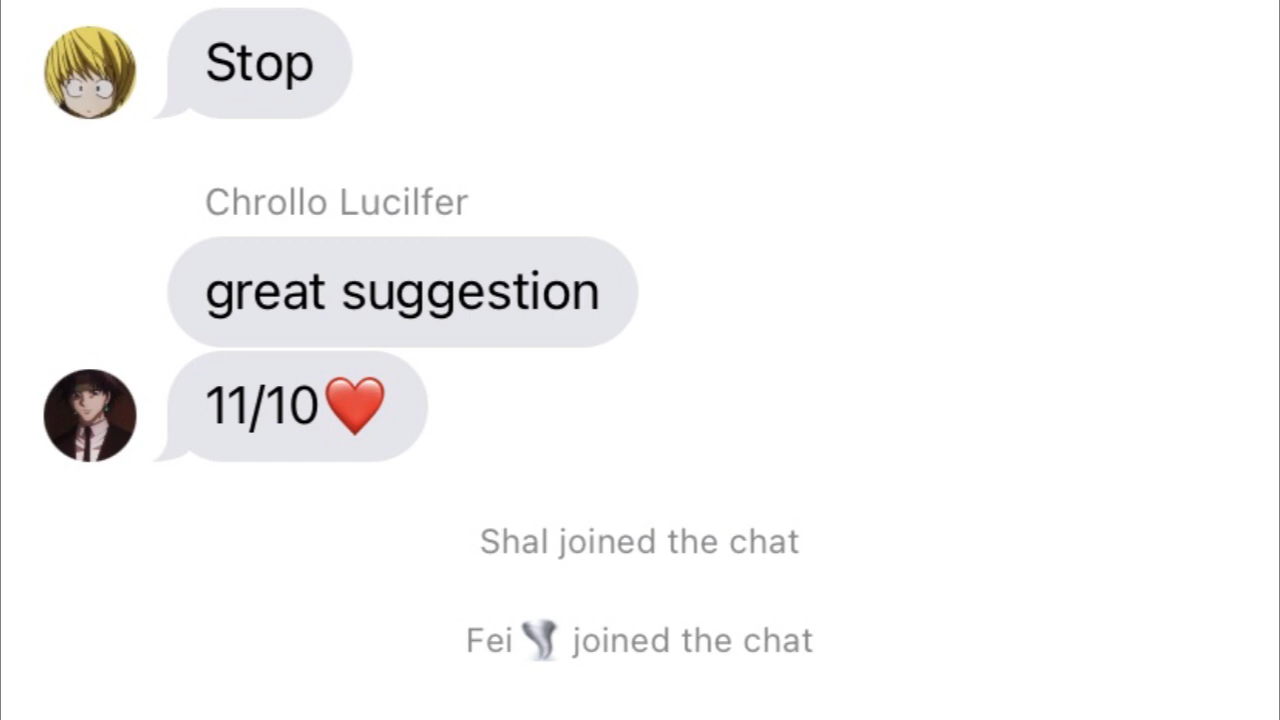 Stop
Chrollo Lucilfer
great suggestion
11/10❤️
Shal joined the chat
Fei🌪️ joined the chat